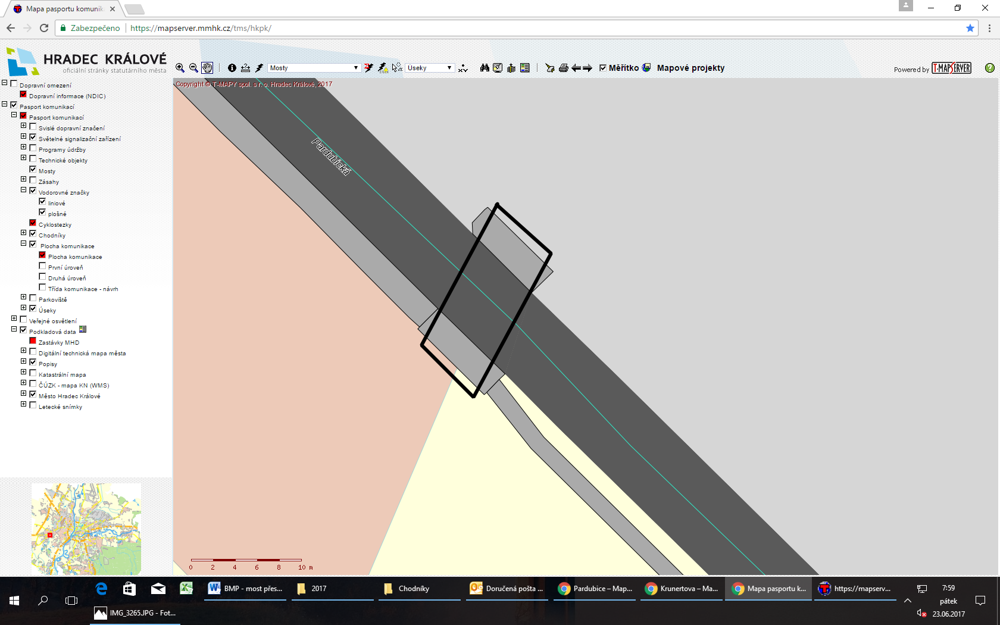 Mapa pasportu komunik
Zabezpečeno
https://mapserver.mmhk.cz/tms/hkpk/
HRADEC KRÁLOVÉ
oficiální stránky statutárního města
Mosty
Úseky
Měřítko
Mapové projekty
Powered by T-MAPSERVER
Copyright © T-MAPY spol. s r. o. Hradec Králové, 2017
Dopravní omezení
Dopravní informace (NDIC)
Pasport komunikací
Pasport komunikací
Svislé dopravní značení
Světelné signalizační zařízení
Programy údržby
Technické objekty
Mosty
Zásahy
Vodorovné značky
liniové
plošné
Cyklostezky
Chodníky
Plocha komunikace
Plocha komunikace
První úroveň
Druhá úroveň
Třída komunikace - návrh
Parkoviště
Úseky
Veřejné osvětlení
Podkladová data
Zastávky MHD
Digitální technická mapa města
Popisy
Katastrální mapa
ČÚZK - mapa KN (WMS)
Město Hradec Králové
Letecké snímky
Pardubická
0 2 4 6 8 10 m
BMP - most přes...
2017
Chodníky
Doručená pošta ...
Pardubice – Map...
Krunertova – Ma...
Mapa pasportu k...
https://mapserv...
IMG_3265.JPG - Fot...
7:59
pátek
23.06.2017